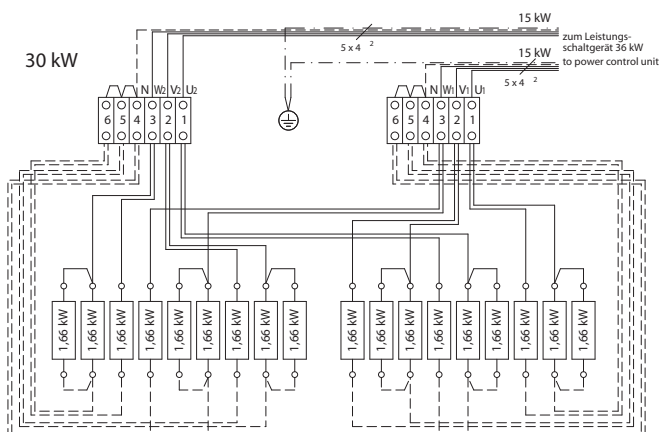 15 kW
5 x 4 2
zum Leistungs-
schaltgerät 36 kW
to power control unit
30 kW
15 kW
5 x 4 2
N W2 V2 U2
N W1 V1 U1
6 5 4 3 2 1
6 5 4 3 2 1
1,66 kW 1,66 kW 1,66 kW 1,66 kW 1,66 kW 1,66 kW 1,66 kW 1,66 kW 1,66 kW
1,66 kW 1,66 kW 1,66 kW 1,66 kW 1,66 kW 1,66 kW 1,66 kW 1,66 kW 1,66 kW